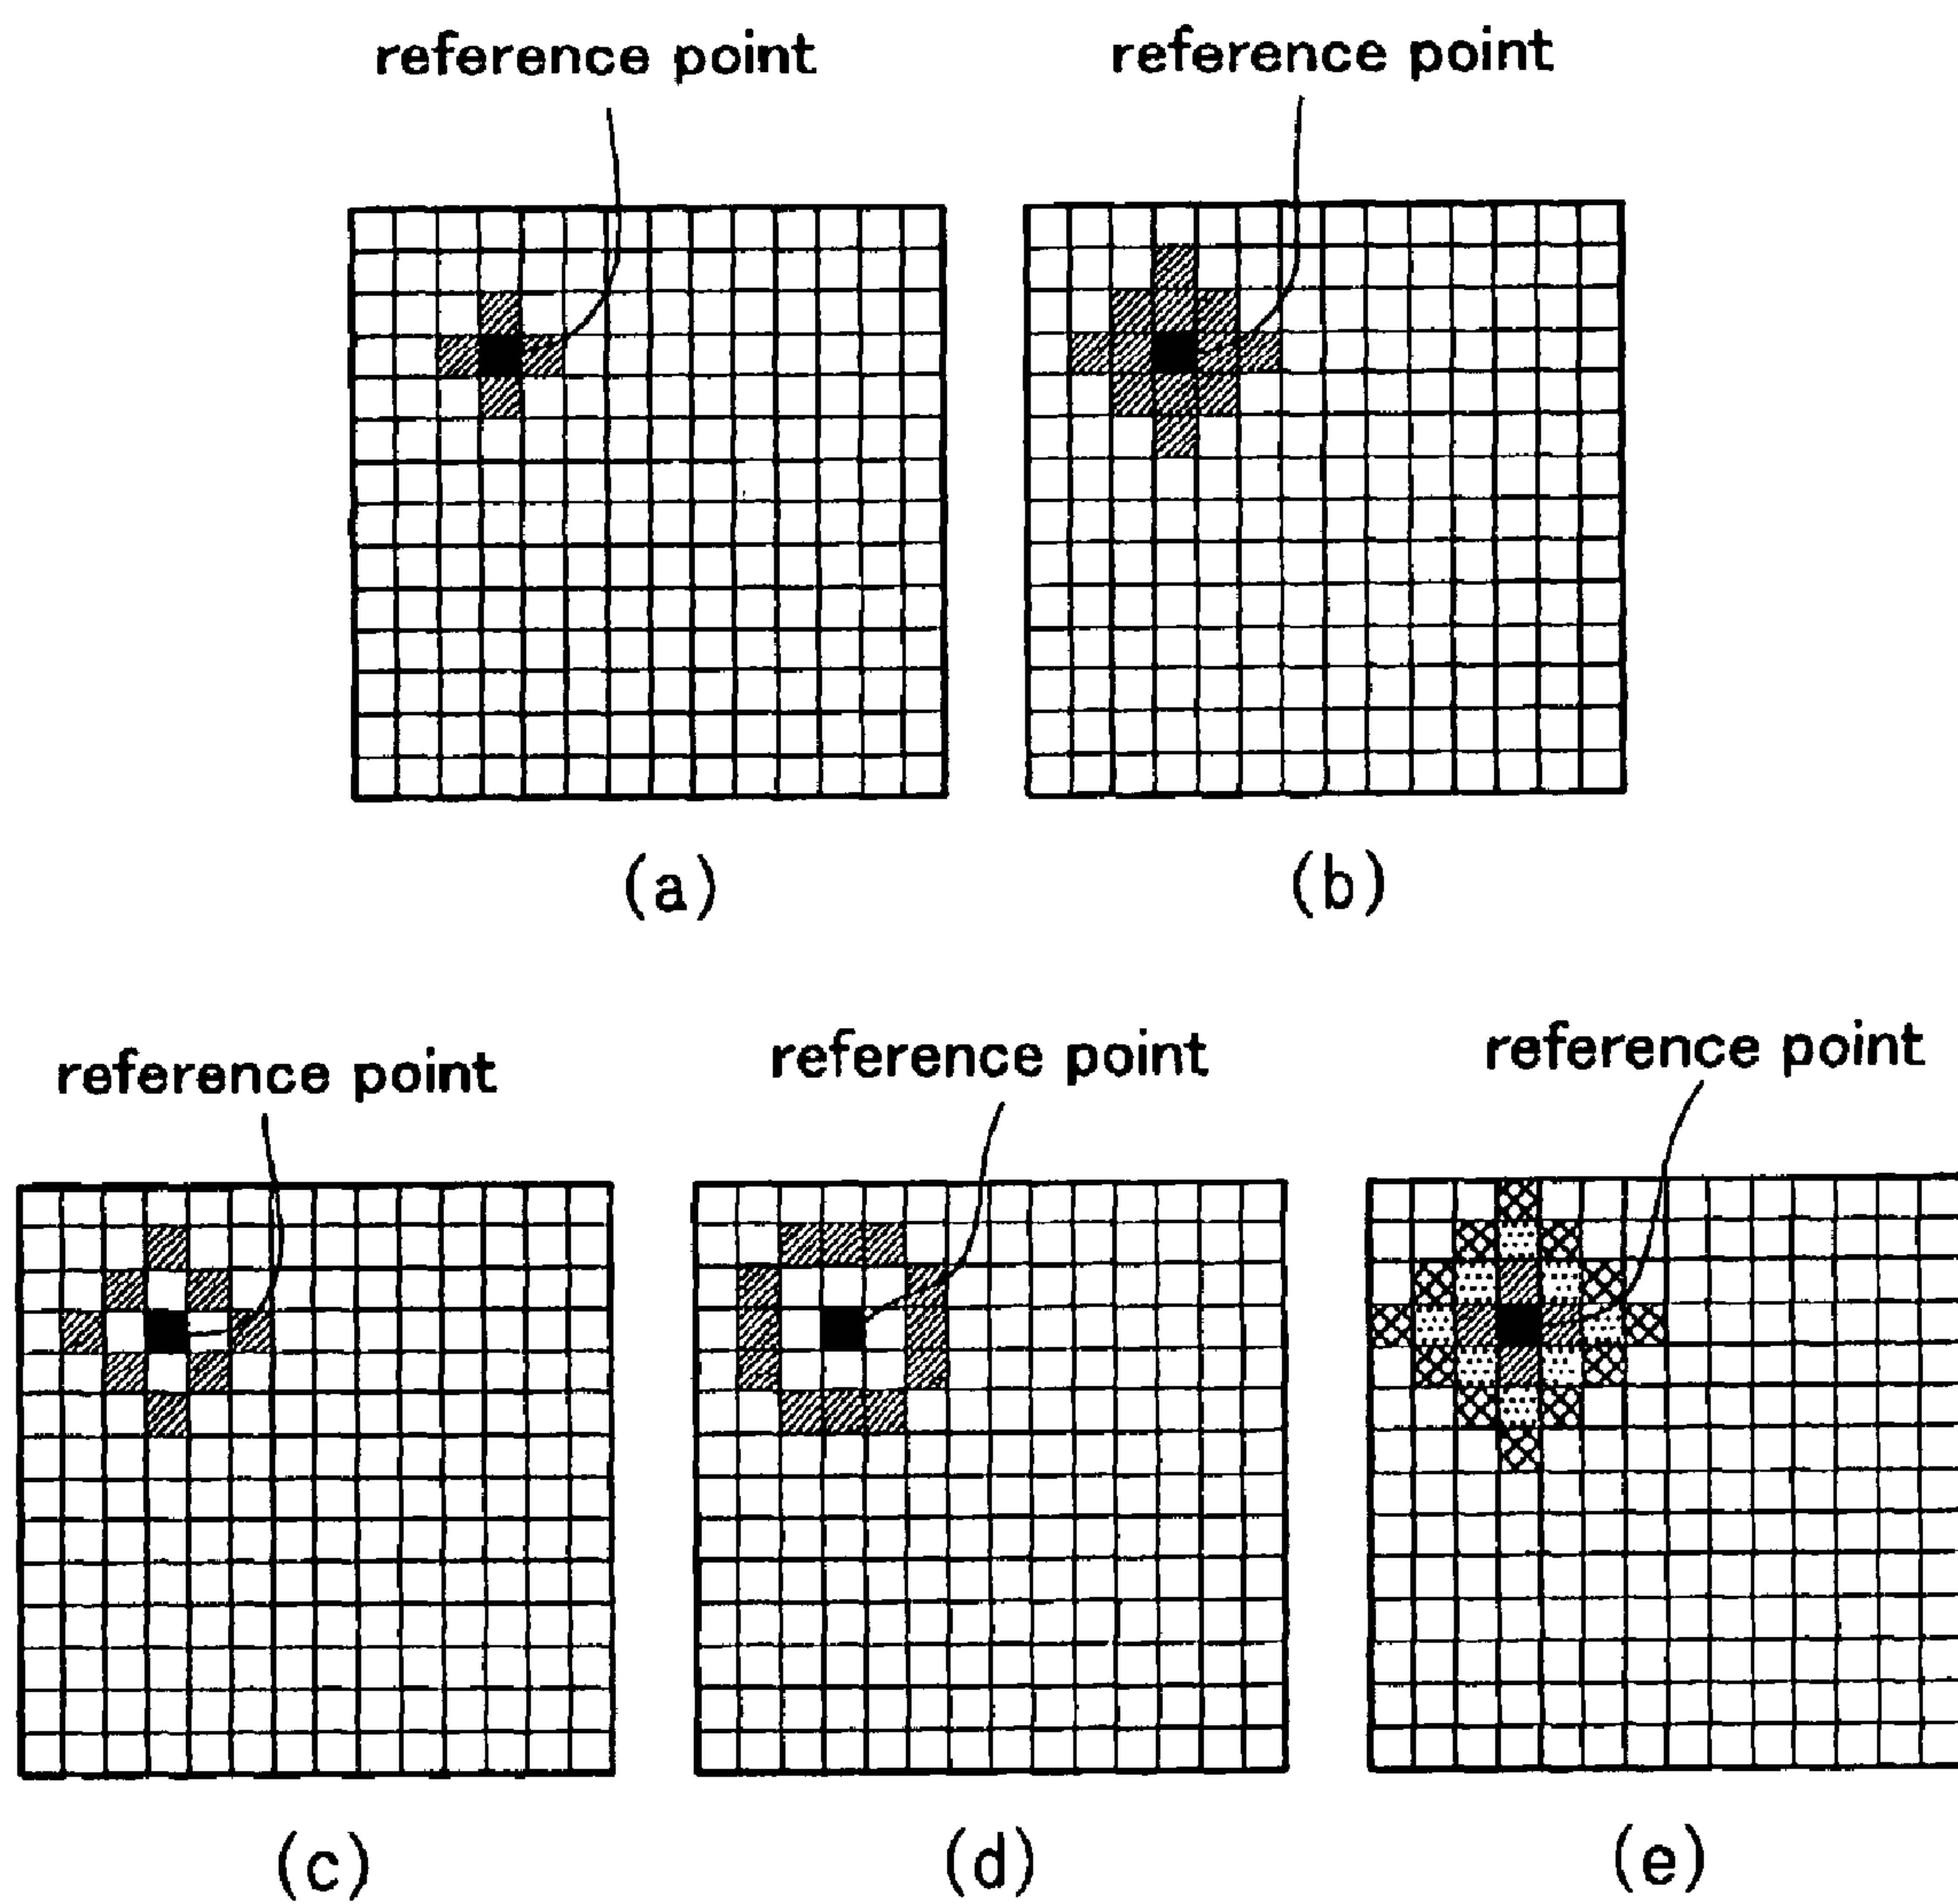 reference point
reference point
(a)
(b)
reference point
reference point
reference point
(c)
(d)
(e)